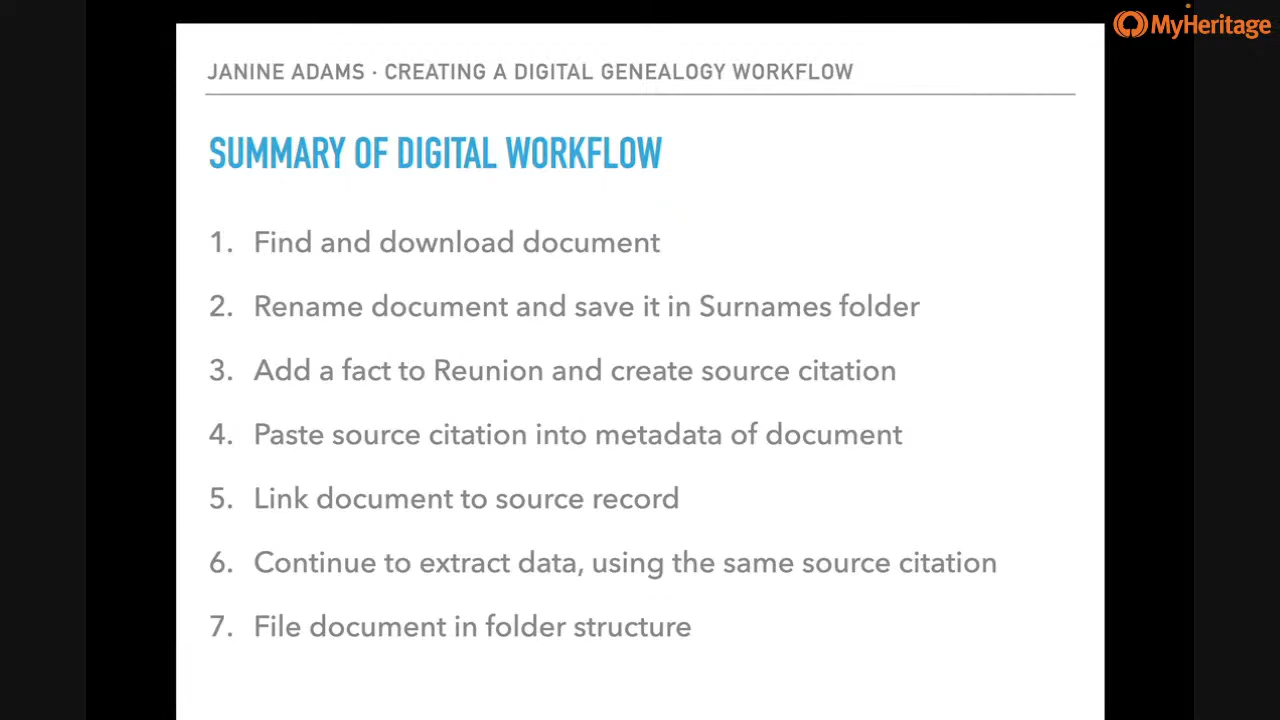 MyHeritage
JANINE ADAMS · CREATING A DIGITAL GENEALOGY WORKFLOW
SUMMARY OF DIGITAL WORKFLOW
1. Find and download document
2. Rename document and save it in Surnames folder
3. Add a fact to Reunion and create source citation
4. Paste source citation into metadata of document
5. Link document to source record
6. Continue to extract data, using the same source citation
7. File document in folder structure